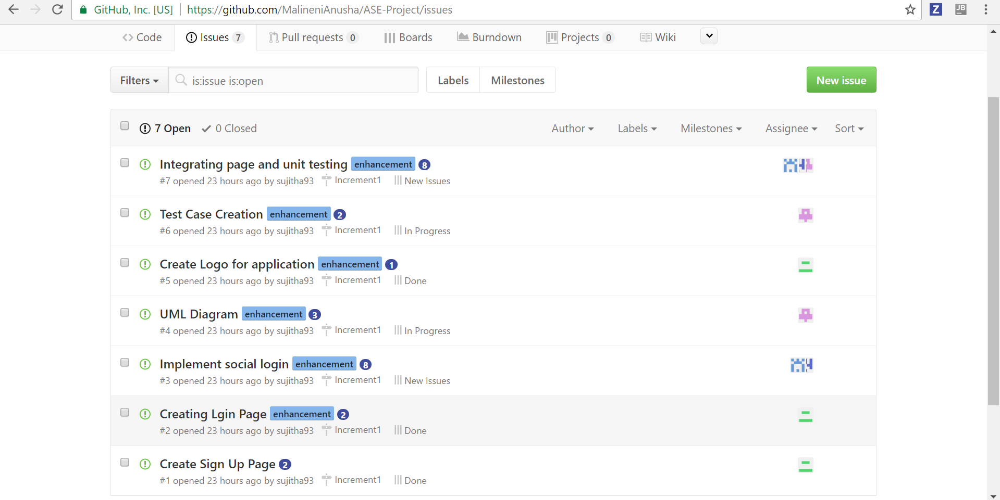 GitHub, Inc. [US] https://github.com/MalineniAnusha/ASE-Project/issues Z JB
Code Issues 7 Pull requests 0 Boards Burndown Projects 0 Wiki
Filters is:issue is:open Labels Milestones New issue
7 Open 0 Closed Author Labels Milestones Assignee Sort
Integrating page and unit testing enhancement 8
#7 opened 23 hours ago by sujitha93 Increment1 New Issues
Test Case Creation enhancement 2
#6 opened 23 hours ago by sujitha93 Increment1 In Progress
Create Logo for application enhancement 1
#5 opened 23 hours ago by sujitha93 Increment1 Done
UML Diagram enhancement 3
#4 opened 23 hours ago by sujitha93 Increment1 In Progress
Implement social login enhancement 8
#3 opened 23 hours ago by sujitha93 Increment1 New Issues
Creating Lgin Page enhancement 2
#2 opened 23 hours ago by sujitha93 Increment1 Done
Create Sign Up Page 2
#1 opened 23 hours ago by sujitha93 Increment1 Done